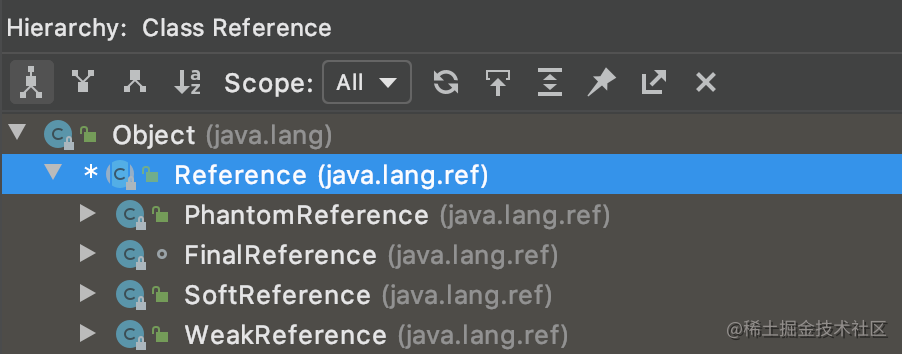 Hierarchy: Class Reference
Scope: All
Object (java.lang)
* Reference (java.lang.ref)
PhantomReference (java.lang.ref)
FinalReference (java.lang.ref)
SoftReference (java.lang.ref)
WeakReference (java.lang.ref)
@稀土掘金技术社区